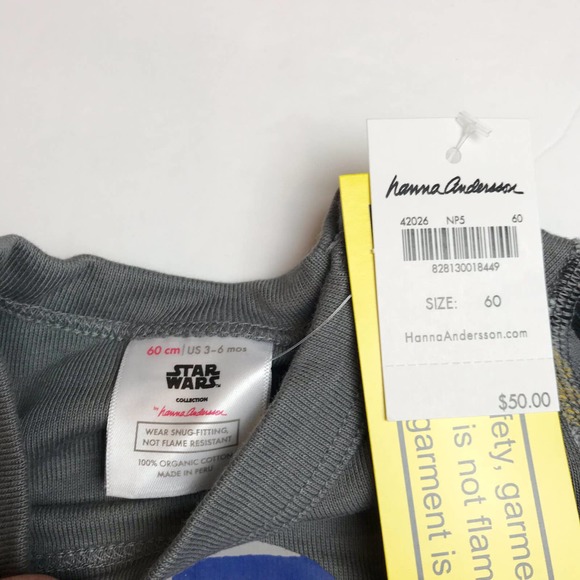 hanna Andersson
42026 NP5 60
828130018449
SIZE: 60
HannaAndersson.com
$50.00
fety, garme
is not flam
garment is
60 cm | US 3-6 mos
STAR
WARS
COLLECTION
by hanna Andersson
WEAR SNUG-FITTING,
NOT FLAME RESISTANT
100% ORGANIC COTTON
MADE IN PERU